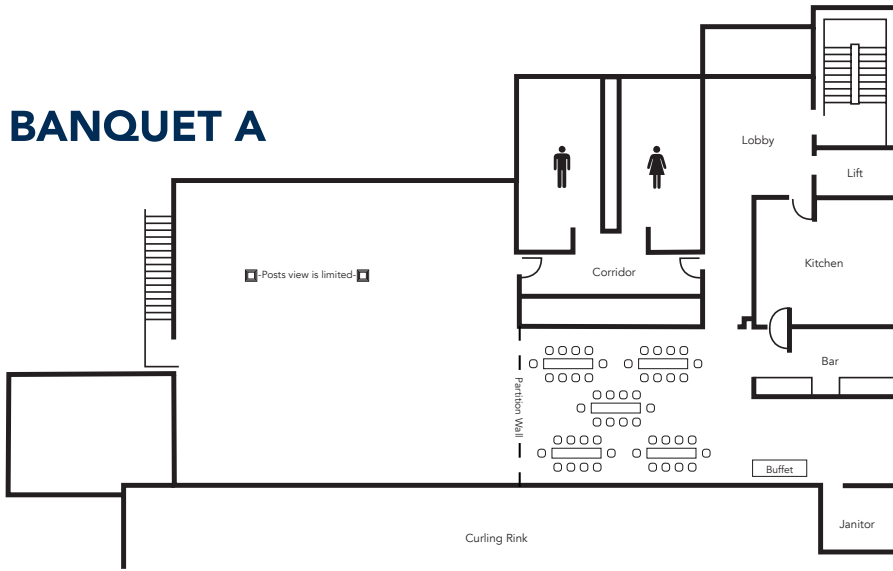 BANQUET A
Lobby
Lift
Kitchen
-Posts view is limited-
Corridor
Bar
Partition Wall
Buffet
Janitor
Curling Rink